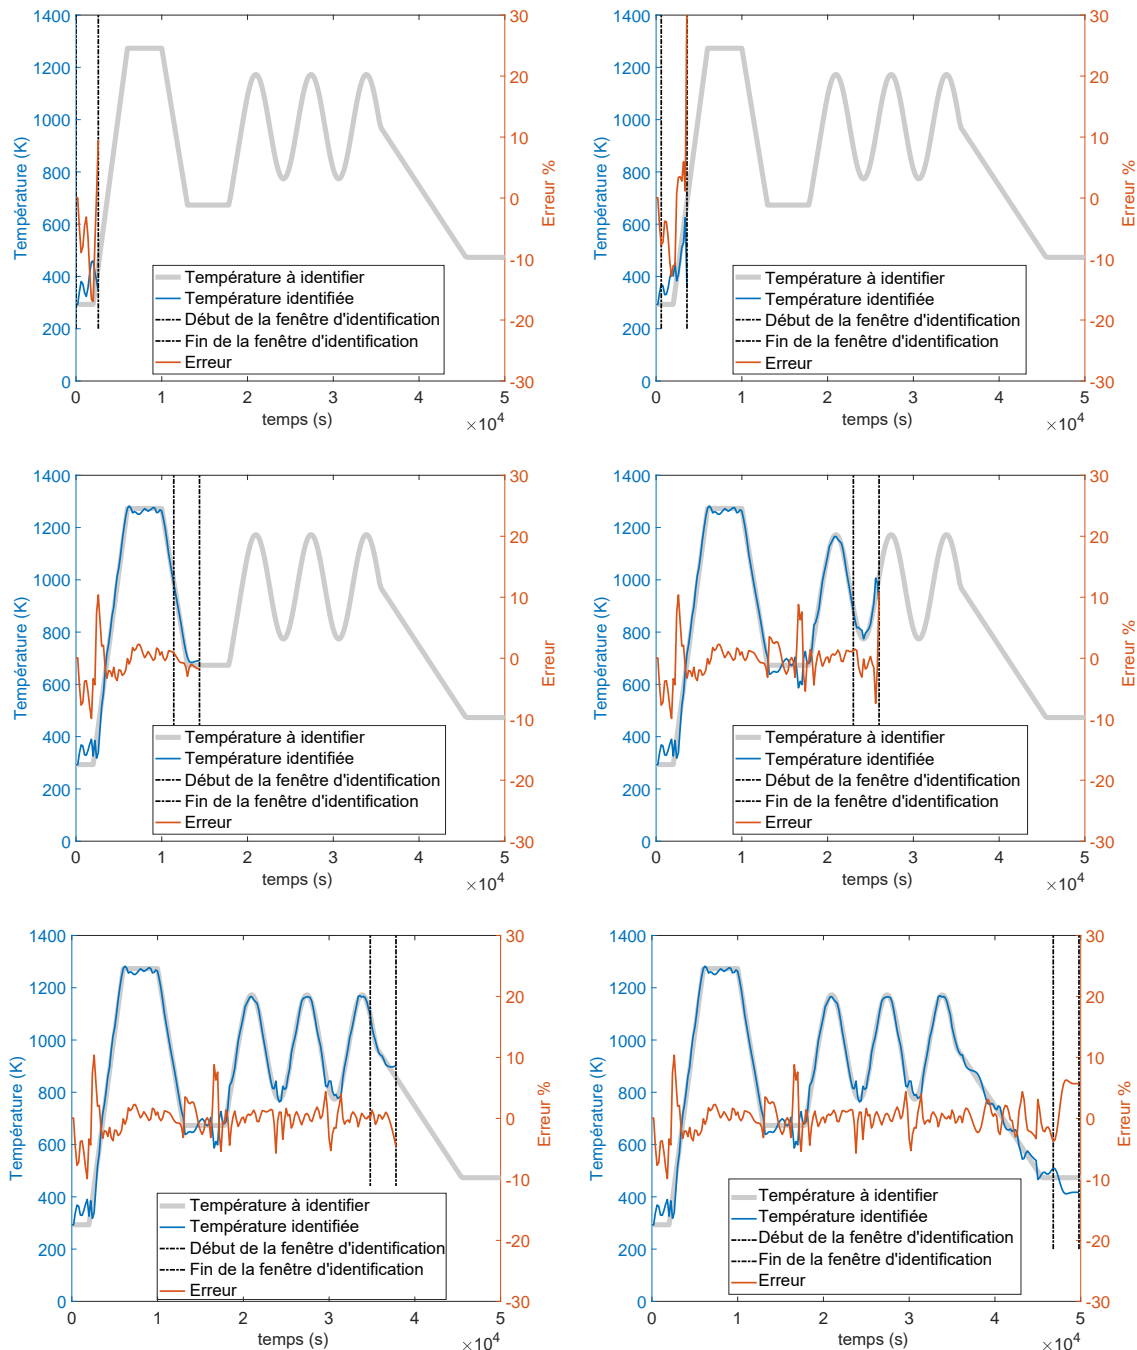 1400
1200
1000
800
600
400
200
0
Température (K)
30
20
10
0
-10
-20
-30
Erreur %
Température à identifier
Température identifiée
Début de la fenêtre d'identification
Fin de la fenêtre d'identification
Erreur
0 1 2 3 4 5
temps (s)
×10⁴
1400
1200
1000
800
600
400
200
0
Température (K)
30
20
10
0
-10
-20
-30
Erreur %
Température à identifier
Température identifiée
Début de la fenêtre d'identification
Fin de la fenêtre d'identification
Erreur
0 1 2 3 4 5
temps (s)
×10⁴
1400
1200
1000
800
600
400
200
0
Température (K)
30
20
10
0
-10
-20
-30
Erreur
Température à identifier
Température identifiée
Début de la fenêtre d'identification
Fin de la fenêtre d'identification
Erreur
0 1 2 3 4 5
temps (s)
×10⁴
1400
1200
1000
800
600
400
200
0
Température (K)
30
20
10
0
-10
-20
-30
Erreur %
Température à identifier
Température identifiée
Début de la fenêtre d'identification
Fin de la fenêtre d'identification
Erreur
0 1 2 3 4 5
temps (s)
×10⁴
1400
1200
1000
800
600
400
200
0
Température (K)
30
20
10
0
-10
-20
-30
Erreur %
Température à identifier
Température identifiée
Début de la fenêtre d'identification
Fin de la fenêtre d'identification
Erreur
0 1 2 3 4 5
temps (s)
×10⁴
1400
1200
1000
800
600
400
200
0
Température (K)
30
20
10
0
-10
-20
-30
Erreur %
Température à identifier
Température identifiée
Début de la fenêtre d'identification
Fin de la fenêtre d'identification
Erreur
0 1 2 3 4 5
temps (s)
×10⁴